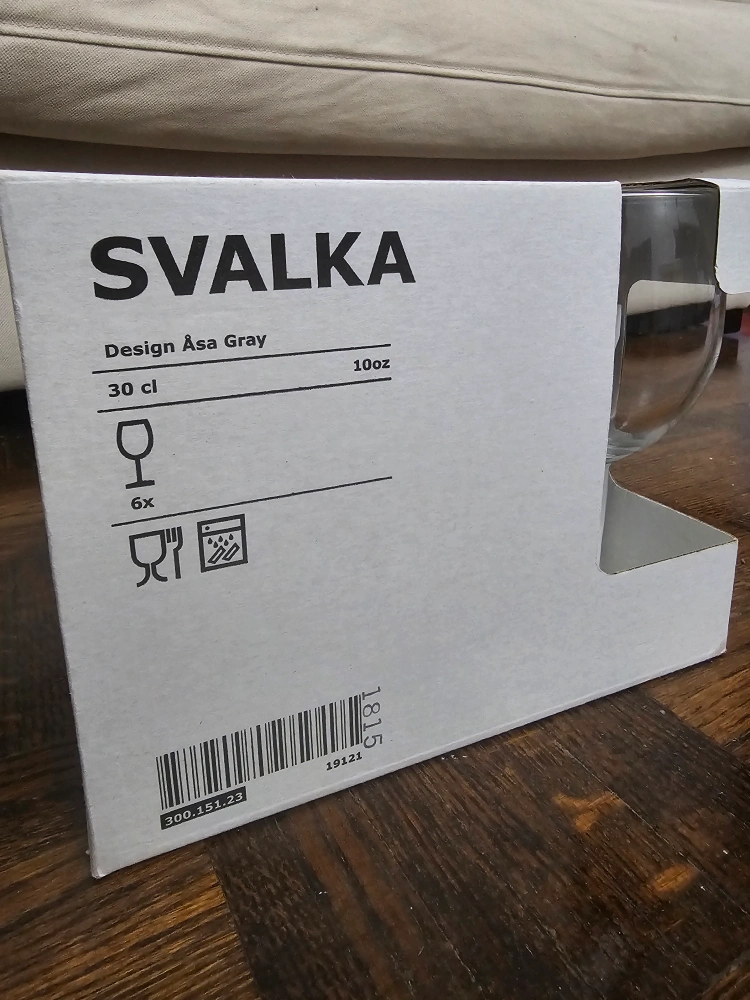 SVALKA
Design Åsa Gray
30 cl 10oz
6x
1815
19121
300.151.23